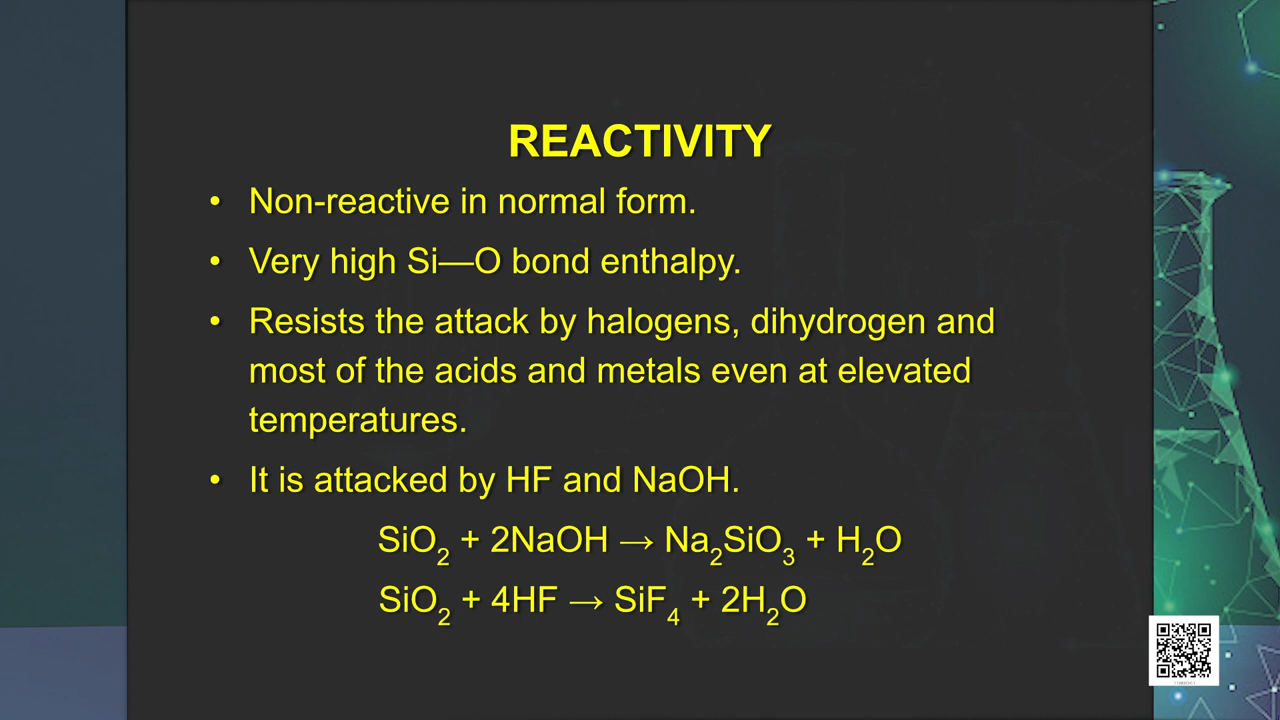 REACTIVITY
• Non-reactive in normal form.
• Very high Si—O bond enthalpy.
• Resists the attack by halogens, dihydrogen and
most of the acids and metals even at elevated
temperatures.
• It is attacked by HF and NaOH.
SiO₂ + 2NaOH → Na₂SiO₃ + H₂O
SiO₂ + 4HF → SiF₄ + 2H₂O